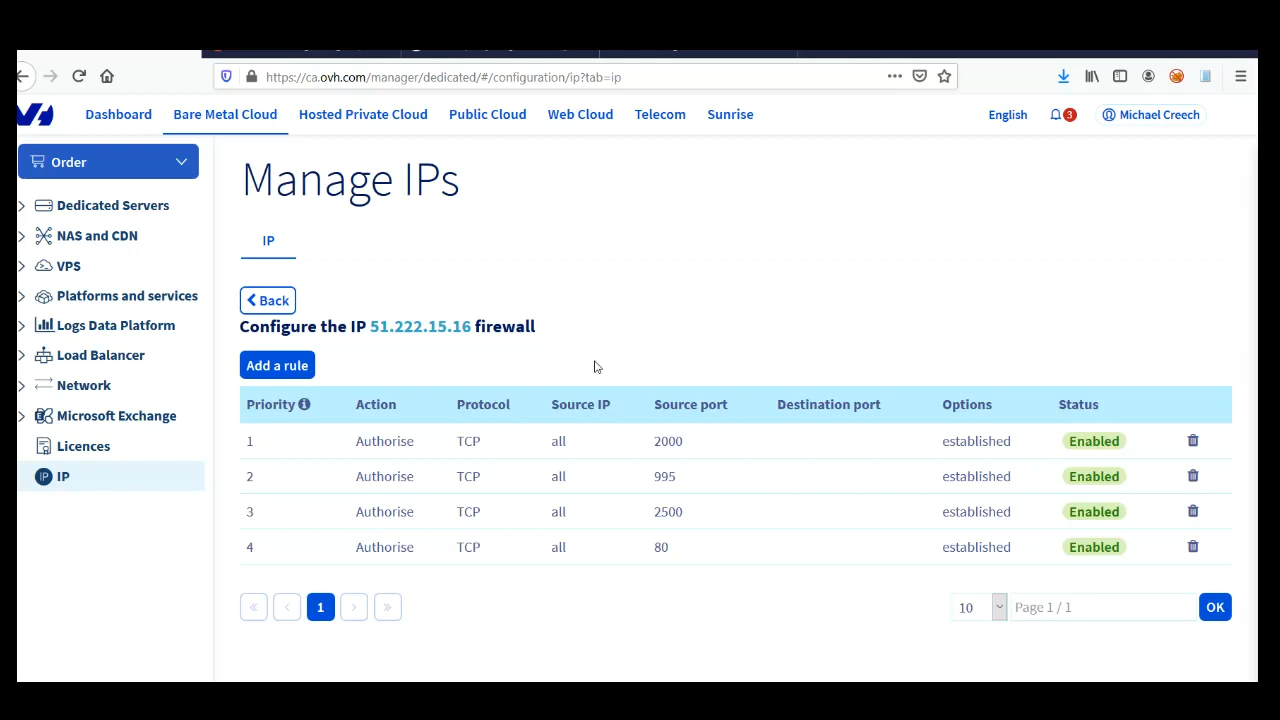 https://ca.ovh.com/manager/dedicated/#/configuration/ip?tab=ip
Dashboard Bare Metal Cloud Hosted Private Cloud Public Cloud Web Cloud Telecom Sunrise English 3 Michael Creech
Order
Dedicated Servers
NAS and CDN
VPS
Platforms and services
Logs Data Platform
Load Balancer
Network
Microsoft Exchange
Licences
IP
Manage IPs
IP
Back
Configure the IP 51.222.15.16 firewall
Add a rule
Priority Action Protocol Source IP Source port Destination port Options Status
1 Authorise TCP all 2000 established Enabled
2 Authorise TCP all 995 established Enabled
3 Authorise TCP all 2500 established Enabled
4 Authorise TCP all 80 established Enabled
« ‹ 1 › » 10 Page 1 / 1 OK